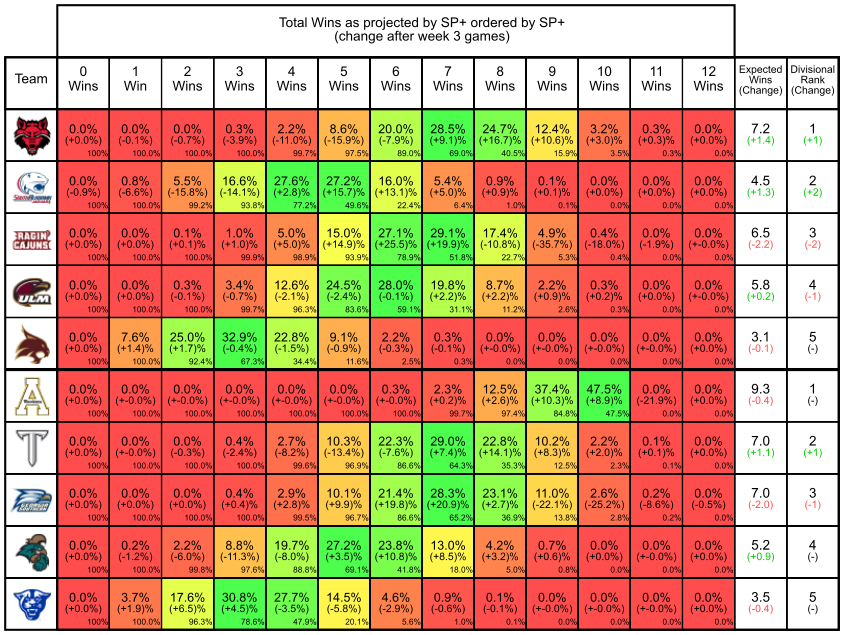 Total Wins as projected by SP+ ordered by SP+
(change after week 3 games)
Team
0 Wins
1 Win
2 Wins
3 Wins
4 Wins
5 Wins
6 Wins
7 Wins
8 Wins
9 Wins
10 Wins
11 Wins
12 Wins
Expected Wins (Change)
Divisional Rank (Change)
0.0% 0.0% 0.0% 0.3% 2.2% 8.6% 20.0% 28.5% 24.7% 12.4% 3.2% 0.3% 0.0% 7.2 1
(+0.0%) (-0.1%) (-0.7%) (-3.9%) (-11.0%) (-15.9%) (-7.9%) (+9.1%) (+16.7%) (+10.6%) (+3.0%) (+0.3%) (+0.0%) (+1.4) (+1)
100% 100.0% 100.0% 100.0% 99.7% 97.5% 89.0% 69.0% 40.5% 15.9% 3.5% 0.3% 0.0%
0.0% 0.8% 5.5% 16.6% 27.6% 27.2% 16.0% 5.4% 0.9% 0.1% 0.0% 0.0% 0.0% 4.5 2
(-0.9%) (-6.6%) (-15.8%) (-14.1%) (+2.8%) (+15.7%) (+13.1%) (+5.0%) (+0.9%) (+0.1%) (+0.0%) (+0.0%) (+0.0%) (+1.3) (+2)
100% 100.0% 99.2% 93.8% 77.2% 49.6% 22.4% 6.4% 1.0% 0.1% 0.0% 0.0% 0.0%
RAGIN CAJUNS
0.0% 0.0% 0.1% 1.0% 5.0% 15.0% 27.1% 29.1% 17.4% 4.9% 0.4% 0.0% 0.0% 6.5 3
(+0.0%) (+0.0%) (+0.1%) (+1.0%) (+5.0%) (+14.9%) (+25.5%) (+19.9%) (-10.8%) (-35.7%) (-18.0%) (-1.9%) (+-0.0%) (-2.2) (-2)
100% 100.0% 100.0% 99.9% 98.9% 93.9% 78.9% 51.8% 22.7% 5.3% 0.4% 0.0% 0.0%
ULM
0.0% 0.0% 0.3% 3.4% 12.6% 24.5% 28.0% 19.8% 8.7% 2.2% 0.3% 0.0% 0.0% 5.8 4
(+0.0%) (+0.0%) (-0.1%) (-0.7%) (-2.1%) (-2.4%) (-0.1%) (+2.2%) (+2.2%) (+0.9%) (+0.2%) (+0.0%) (+-0.0%) (+0.2) (-1)
100% 100.0% 100.0% 99.7% 96.3% 83.6% 59.1% 31.1% 11.2% 2.6% 0.3% 0.0% 0.0%
0.0% 7.6% 25.0% 32.9% 22.8% 9.1% 2.2% 0.3% 0.0% 0.0% 0.0% 0.0% 0.0% 3.1 5
(+0.0%) (+1.4)% (+1.7)% (-0.4%) (-1.5%) (-0.9%) (-0.3%) (-0.1%) (+-0.0%) (+-0.0%) (+-0.0%) (+-0.0%) (+-0.0%) (-0.1) (-)
100% 100.0% 92.4% 67.3% 34.4% 11.6% 2.5% 0.3% 0.0% 0.0% 0.0% 0.0% 0.0%
A
0.0% 0.0% 0.0% 0.0% 0.0% 0.0% 0.3% 2.3% 12.5% 37.4% 47.5% 0.0% 0.0% 9.3 1
(+0.0%) (+-0.0%) (+-0.0%) (+-0.0%) (+-0.0%) (+-0.0%) (+-0.0%) (+0.2%) (+2.6%) (+10.3%) (+8.9%) (-21.9%) (+-0.0%) (-0.4) (-)
100% 100.0% 100.0% 100.0% 100.0% 100.0% 100.0% 99.7% 97.4% 84.8% 47.5% 0.0% 0.0%
T
0.0% 0.0% 0.0% 0.4% 2.7% 10.3% 22.3% 29.0% 22.8% 10.2% 2.2% 0.1% 0.0% 7.0 2
(+0.0%) (+-0.0%) (-0.3%) (-2.4%) (-8.2%) (-13.4%) (-7.6%) (+7.4%) (+14.1%) (+8.3%) (+2.0%) (+0.1%) (+0.0%) (+1.1) (+1)
100% 100.0% 100.0% 100.0% 99.6% 96.9% 86.6% 64.3% 35.3% 12.5% 2.3% 0.1% 0.0%
GEORGIA SOUTHERN
0.0% 0.0% 0.0% 0.4% 2.9% 10.1% 21.4% 28.3% 23.1% 11.0% 2.6% 0.2% 0.0% 7.0 3
(+0.0%) (+0.0%) (+0.0%) (+0.4%) (+2.8%) (+9.9%) (+19.8%) (+20.9%) (+2.7%) (-22.1%) (-25.2%) (-8.6%) (-0.5%) (-2.0) (-1)
100% 100.0% 100.0% 100.0% 99.5% 96.7% 86.6% 65.2% 36.9% 13.8% 2.8% 0.2% 0.0%
0.0% 0.2% 2.2% 8.8% 19.7% 27.2% 23.8% 13.0% 4.2% 0.7% 0.0% 0.0% 0.0% 5.2 4
(+0.0%) (-1.2%) (-6.0%) (-11.3%) (-8.0%) (+3.5%) (+10.8%) (+8.5%) (+3.2%) (+0.6%) (+0.0%) (+-0.0%) (+-0.0%) (+0.9) (-)
100% 100.0% 99.8% 97.6% 88.8% 69.1% 41.8% 18.0% 5.0% 0.8% 0.0% 0.0% 0.0%
0.0% 3.7% 17.6% 30.8% 27.7% 14.5% 4.6% 0.9% 0.1% 0.0% 0.0% 0.0% 0.0% 3.5 5
(+0.0%) (+1.9%) (+6.5%) (+4.5%) (-3.5%) (-5.8%) (-2.9%) (-0.6%) (-0.1%) (+-0.0%) (+-0.0%) (+-0.0%) (+-0.0%) (-0.4) (-)
100% 100.0% 96.3% 78.6% 47.9% 20.1% 5.6% 1.0% 0.1% 0.0% 0.0% 0.0% 0.0%